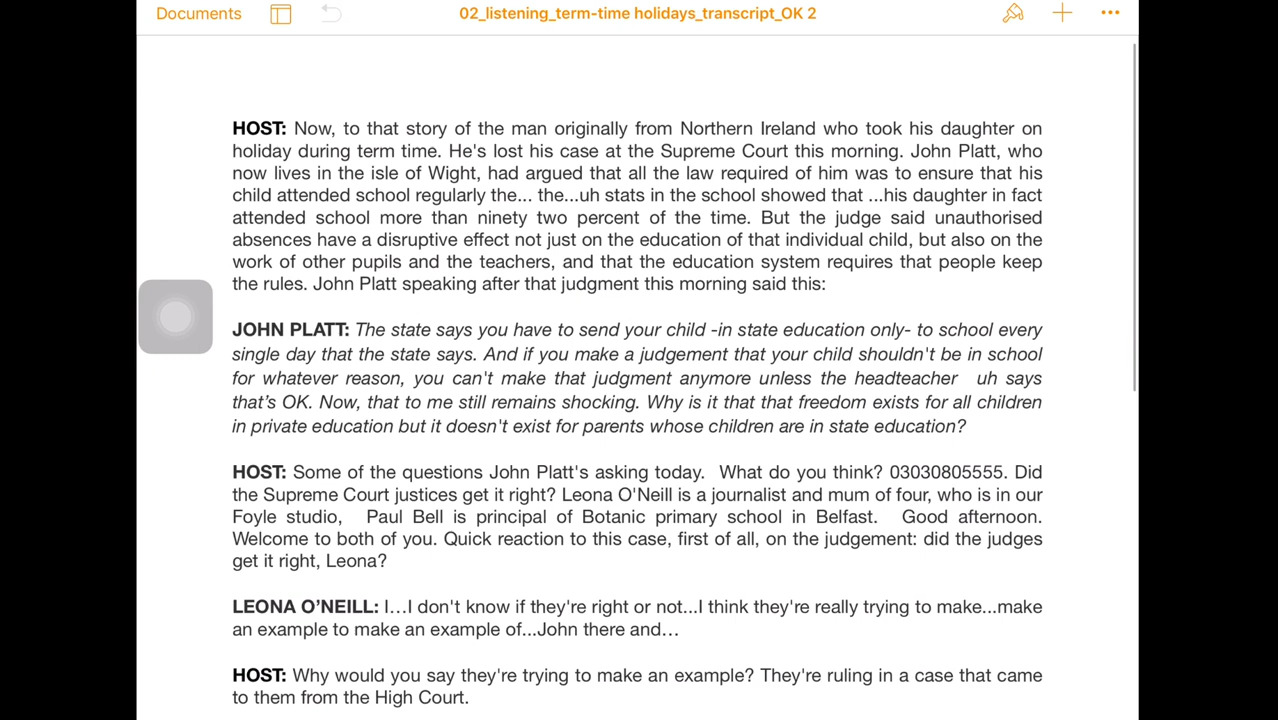 Documents
02_listening_term-time holidays_transcript_OK 2
HOST: Now, to that story of the man originally from Northern Ireland who took his daughter on
holiday during term time. He's lost his case at the Supreme Court this morning. John Platt, who
now lives in the isle of Wight, had argued that all the law required of him was to ensure that his
child attended school regularly the... the...uh stats in the school showed that ...his daughter in fact
attended school more than ninety two percent of the time. But the judge said unauthorised
absences have a disruptive effect not just on the education of that individual child, but also on the
work of other pupils and the teachers, and that the education system requires that people keep
the rules. John Platt speaking after that judgment this morning said this:
JOHN PLATT: The state says you have to send your child -in state education only- to school every
single day that the state says. And if you make a judgement that your child shouldn't be in school
for whatever reason, you can't make that judgment anymore unless the headteacher uh says
that's OK. Now, that to me still remains shocking. Why is it that that freedom exists for all children
in private education but it doesn't exist for parents whose children are in state education?
HOST: Some of the questions John Platt's asking today. What do you think? 03030805555. Did
the Supreme Court justices get it right? Leona O'Neill is a journalist and mum of four, who is in our
Foyle studio, Paul Bell is principal of Botanic primary school in Belfast. Good afternoon.
Welcome to both of you. Quick reaction to this case, first of all, on the judgement: did the judges
get it right, Leona?
LEONA O'NEILL: I…I don't know if they're right or not...I think they're really trying to make...make
an example to make an example of...John there and…
HOST: Why would you say they're trying to make an example? They're ruling in a case that came
to them from the High Court.